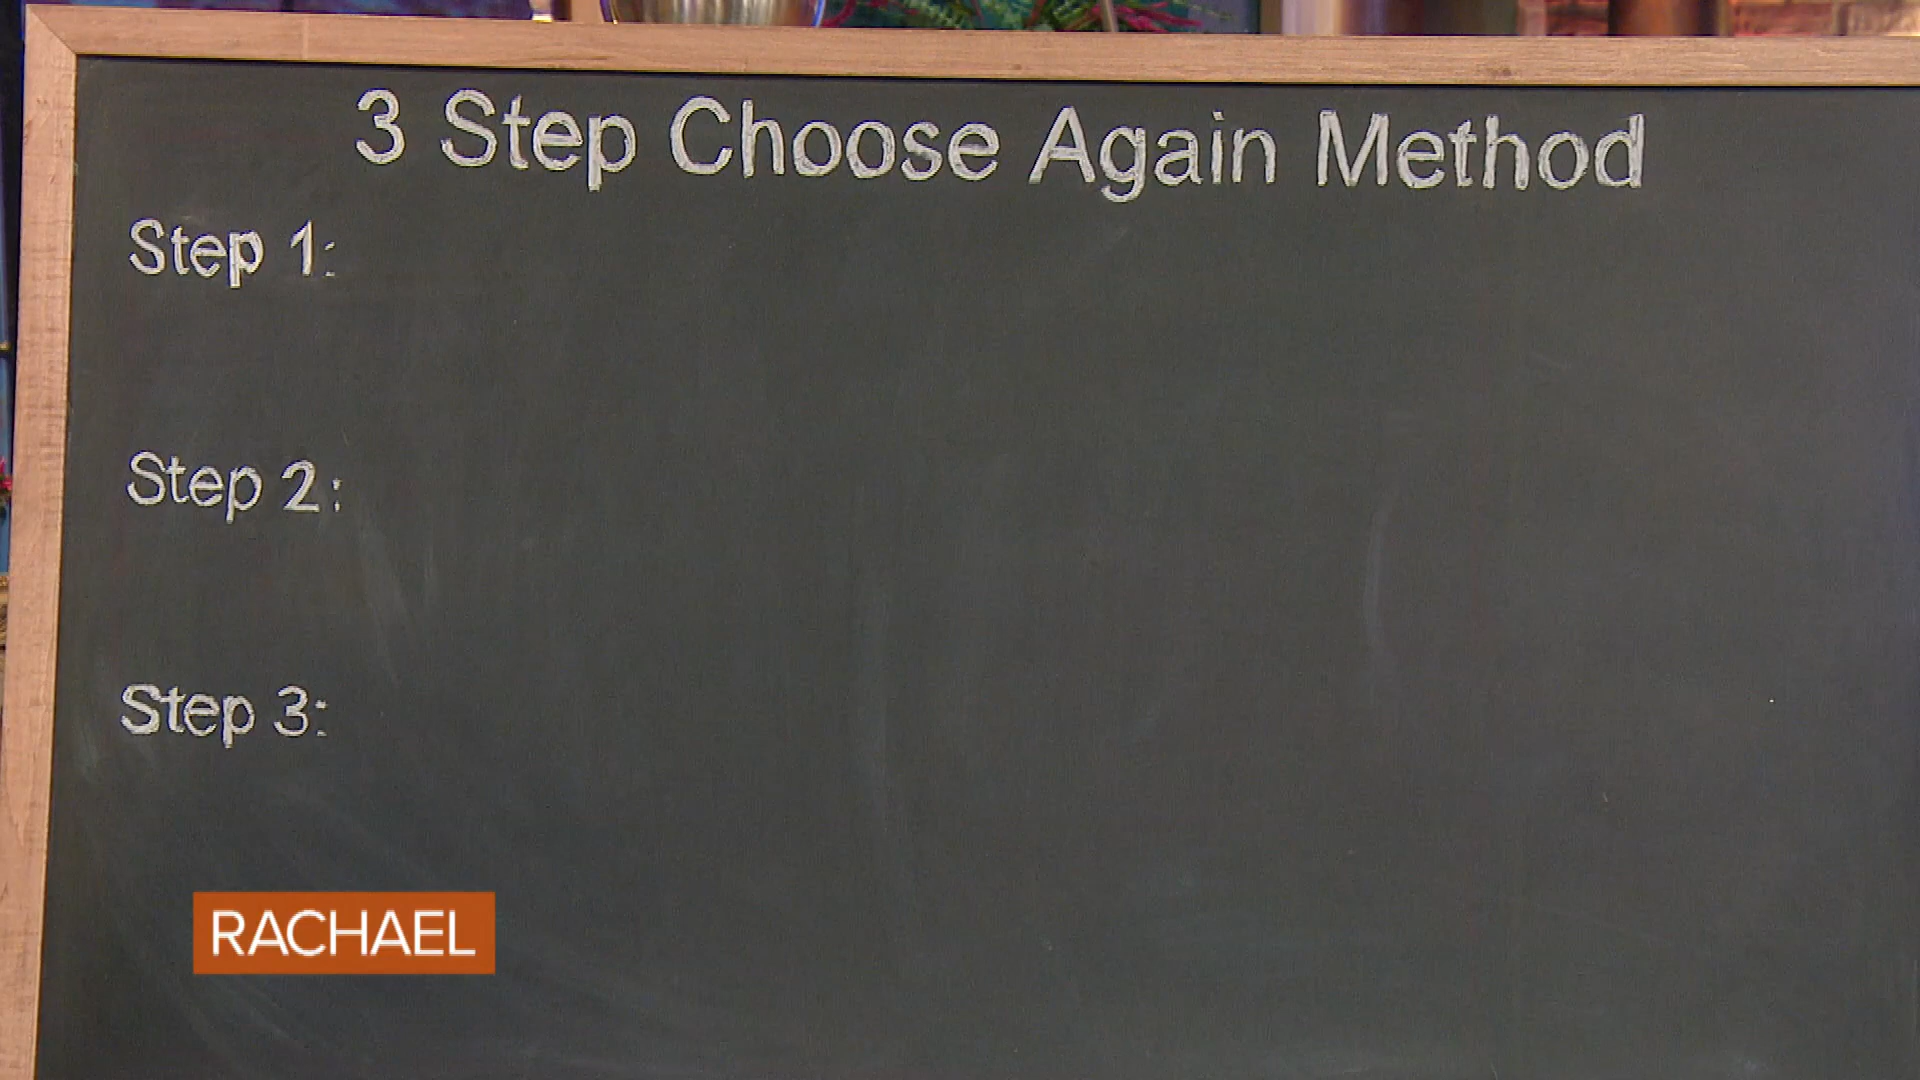 3 Step Choose Again Method
Step 1:
Step 2:
Step 3:
RACHAEL